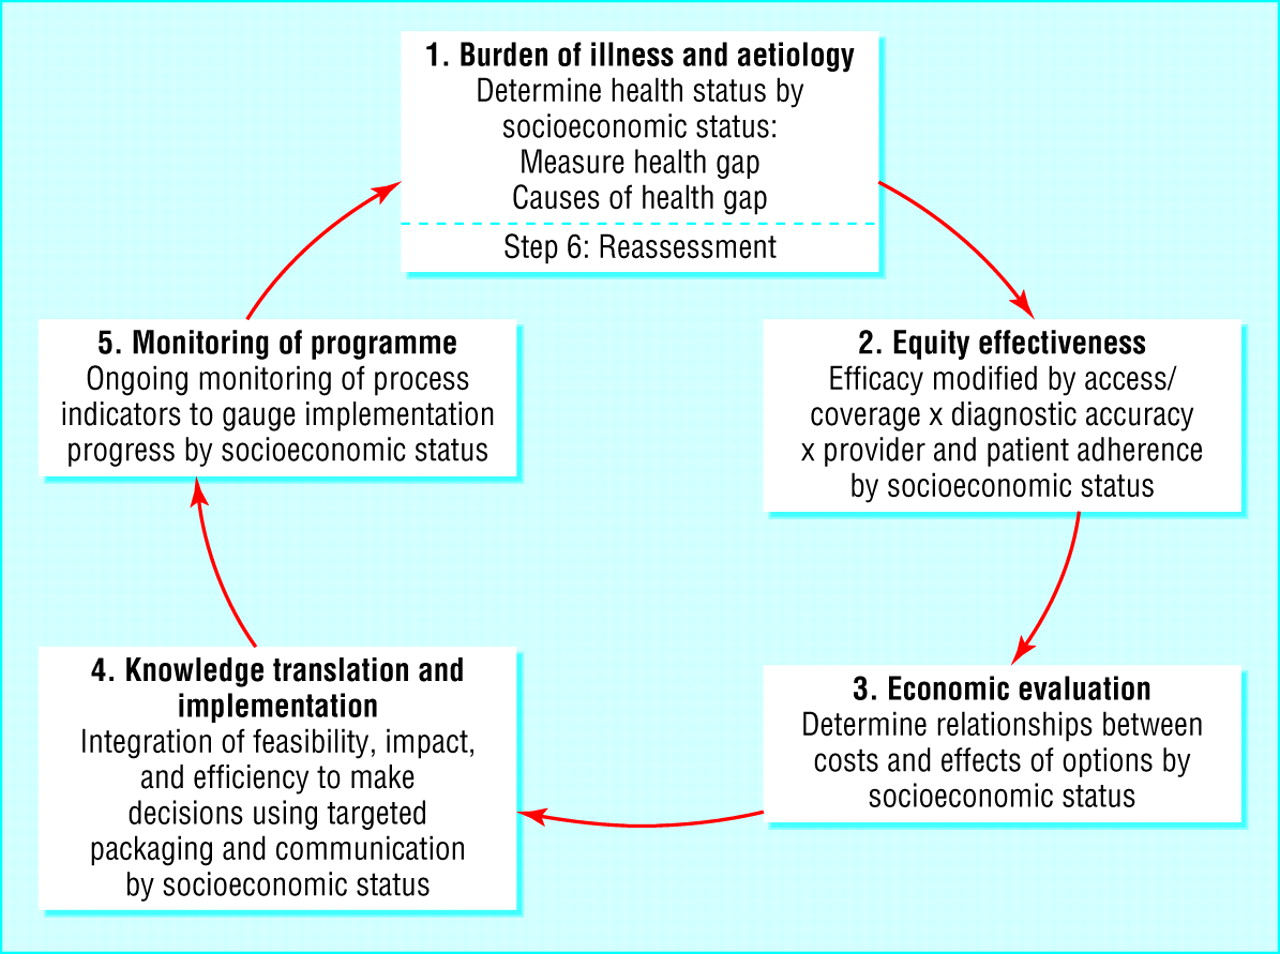 1. Burden of illness and aetiology
Determine health status by
socioeconomic status:
Measure health gap
Causes of health gap
Step 6: Reassessment
2. Equity effectiveness
Efficacy modified by access/
coverage x diagnostic accuracy
x provider and patient adherence
by socioeconomic status
3. Economic evaluation
Determine relationships between
costs and effects of options by
socioeconomic status
4. Knowledge translation and
implementation
Integration of feasibility, impact,
and efficiency to make
decisions using targeted
packaging and communication
by socioeconomic status
5. Monitoring of programme
Ongoing monitoring of process
indicators to gauge implementation
progress by socioeconomic status